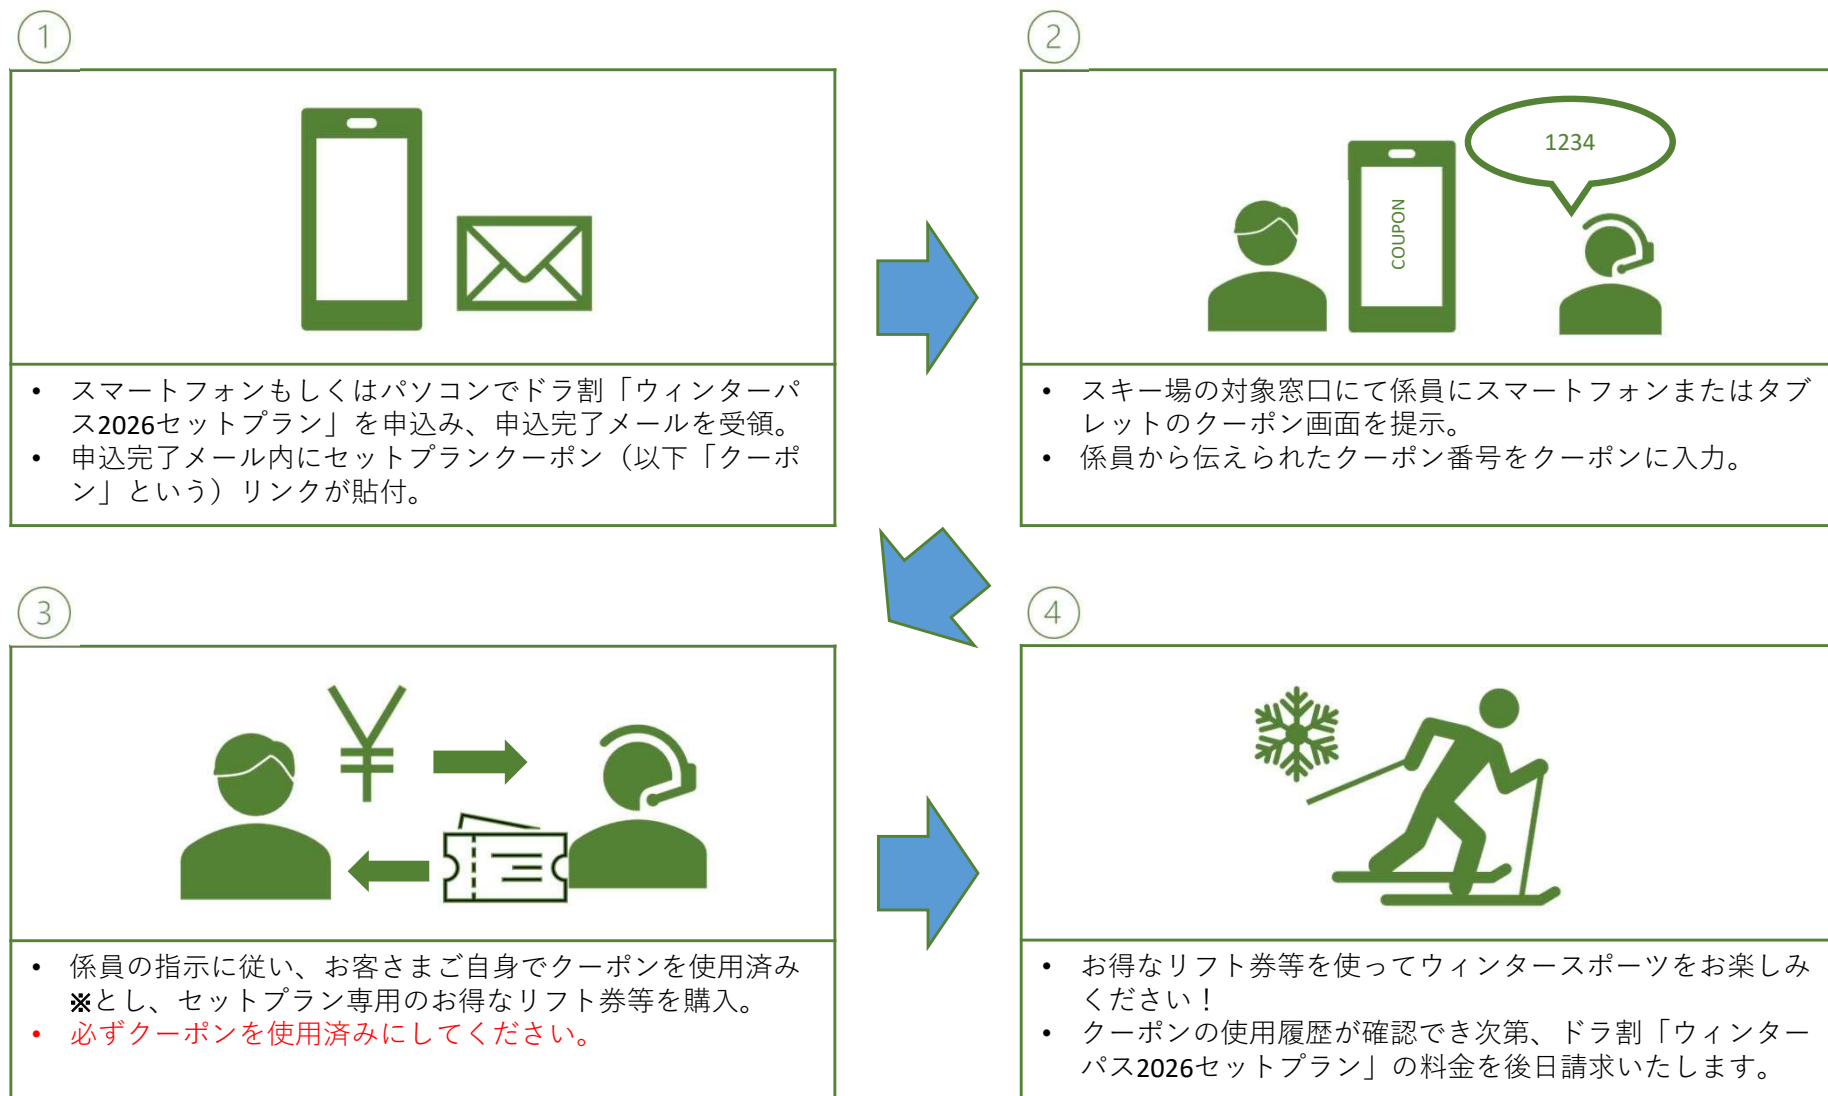 ①
• スマートフォンもしくはパソコンでドラ割「ウィンターパ
ス2026セットプラン」を申込み、申込完了メールを受領。
• 申込完了メール内にセットプランクーポン（以下「クーポ
ン」という）リンクが貼付。
②
1234
COUPON
• スキー場の対象窓口にて係員にスマートフォンまたはタブ
レットのクーポン画面を提示。
• 係員から伝えられたクーポン番号をクーポンに入力。
③
¥
• 係員の指示に従い、お客さまご自身でクーポンを使用済み
※とし、セットプラン専用のお得なリフト券等を購入。
• 必ずクーポンを使用済みにしてください。
④
• お得なリフト券等を使ってウィンタースポーツをお楽しみ
ください！
• クーポンの使用履歴が確認でき次第、ドラ割「ウィンター
パス2026セットプラン」の料金を後日請求いたします。